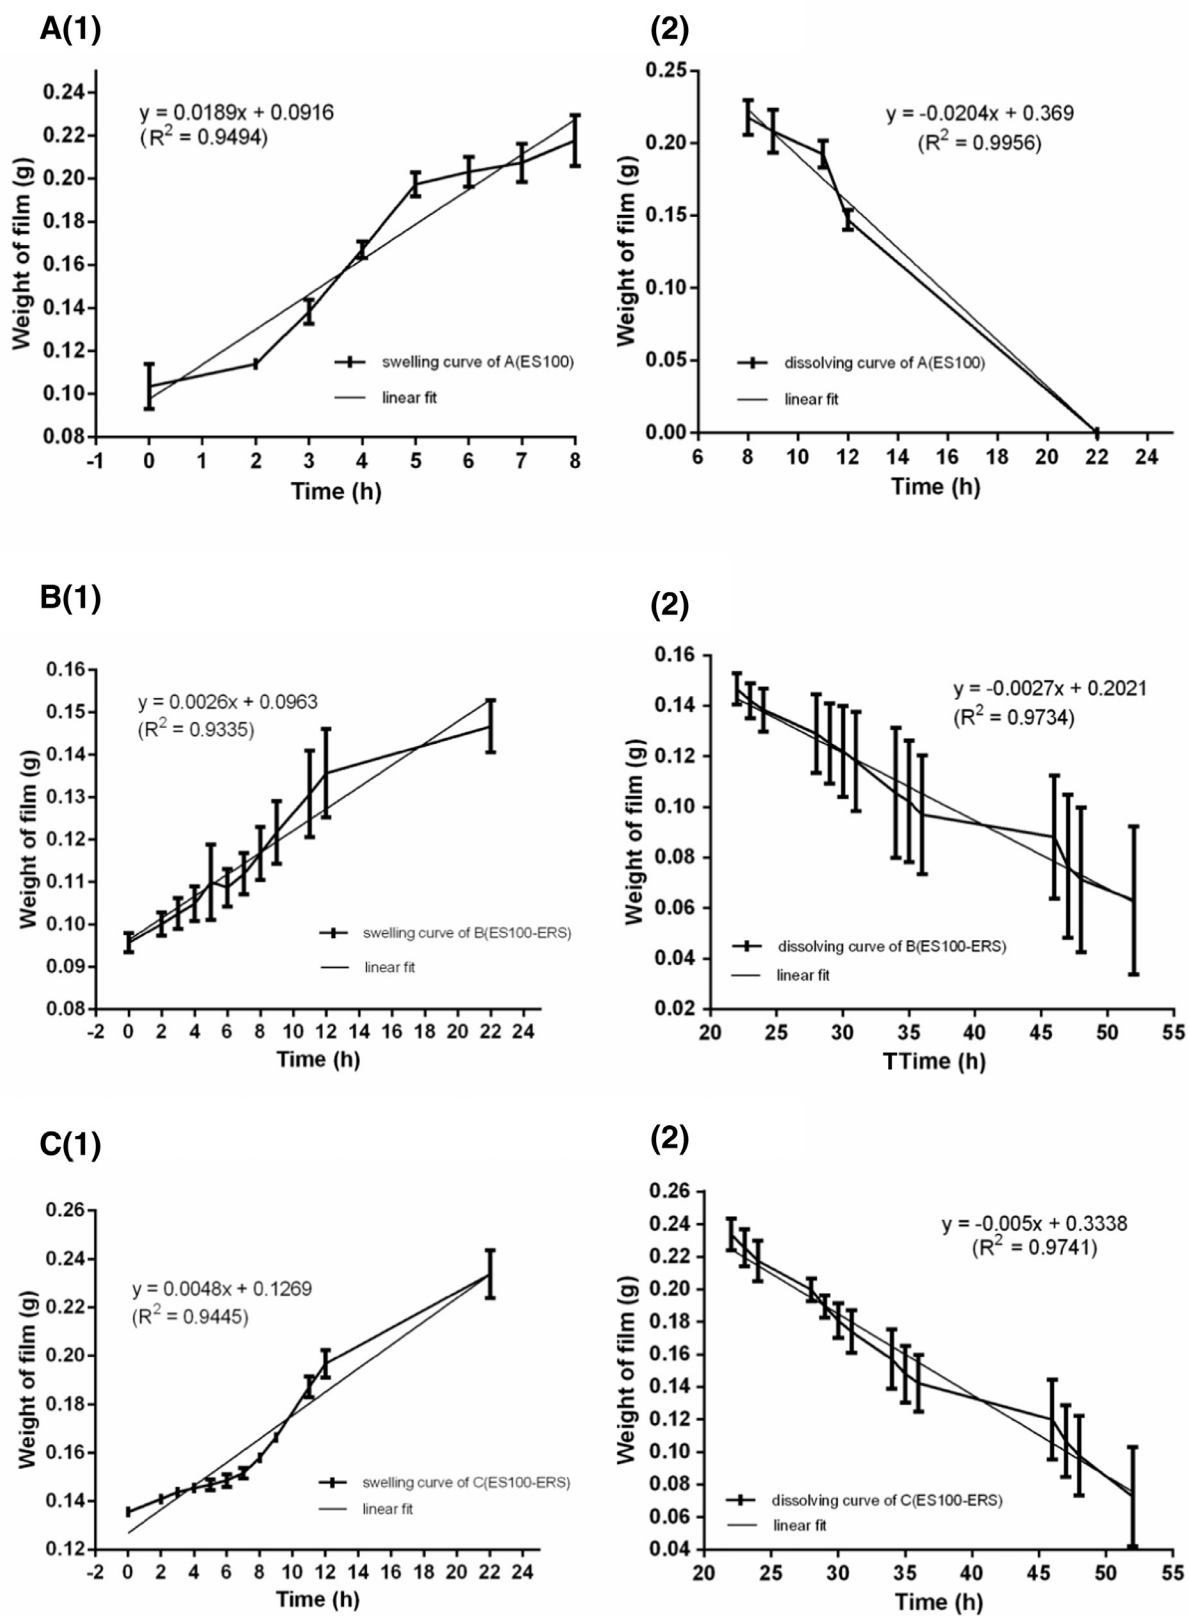 A(1)
(2)
y = 0.0189x + 0.0916
(R2 = 0.9494)
0.24
0.22
0.20
0.18
0.16
0.14
0.12
0.10
0.08
Weight of film (g)
swelling curve of A(ES100)
linear fit
-1 0 1 2 3 4 5 6 7 8
Time (h)
y = -0.0204x + 0.369
(R2 = 0.9956)
0.25
0.20
0.15
0.10
0.05
0.00
Weight of film (g)
dissolving curve of A(ES100)
linear fit
6 8 10 12 14 16 18 20 22 24
Time (h)
B(1)
(2)
y = 0.0026x + 0.0963
(R2 = 0.9335)
0.16
0.15
0.14
0.13
0.12
0.11
0.10
0.09
0.08
Weight of film (g)
swelling curve of B(ES100-ERS)
linear fit
-2 0 2 4 6 8 10 12 14 16 18 20 22 24
Time (h)
y = -0.0027x + 0.2021
(R2 = 0.9734)
0.16
0.14
0.12
0.10
0.08
0.06
0.04
0.02
Weight of film (g)
dissolving curve of B(ES100-ERS)
linear fit
20 25 30 35 40 45 50 55
TTime (h)
C(1)
(2)
y = 0.0048x + 0.1269
(R2 = 0.9445)
0.26
0.24
0.22
0.20
0.18
0.16
0.14
0.12
Weight of film (g)
swelling curve of C(ES100-ERS)
linear fit
-2 0 2 4 6 8 10 12 14 16 18 20 22 24
Time (h)
y = -0.005x + 0.3338
(R2 = 0.9741)
0.26
0.24
0.22
0.20
0.18
0.16
0.14
0.12
0.10
0.08
0.06
0.04
Weight of film (g)
dissolving curve of C(ES100-ERS)
linear fit
20 25 30 35 40 45 50 55
Time (h)